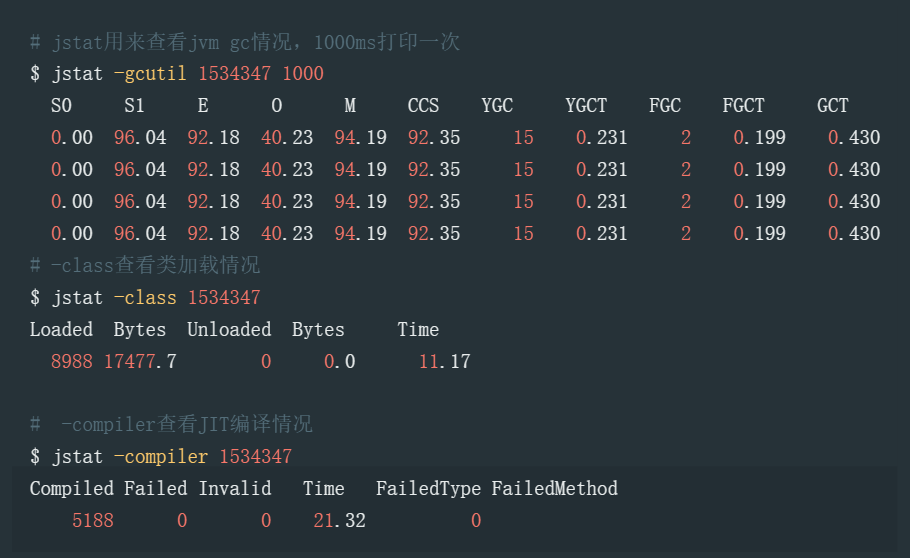 # jstat用来查看jvm gc情况，1000ms打印一次
$ jstat -gcutil 1534347 1000
  S0     S1     E      O      M     CCS    YGC     YGCT    FGC    FGCT     GCT
  0.00  96.04  92.18  40.23  94.19  92.35     15    0.231     2    0.199    0.430
  0.00  96.04  92.18  40.23  94.19  92.35     15    0.231     2    0.199    0.430
  0.00  96.04  92.18  40.23  94.19  92.35     15    0.231     2    0.199    0.430
  0.00  96.04  92.18  40.23  94.19  92.35     15    0.231     2    0.199    0.430
# -class查看类加载情况
$ jstat -class 1534347
Loaded  Bytes  Unloaded  Bytes     Time
  8988 17477.7        0     0.0      11.17
#  -compiler查看JIT编译情况
$ jstat -compiler 1534347
Compiled Failed Invalid   Time   FailedType FailedMethod
    5188      0       0    21.32          0